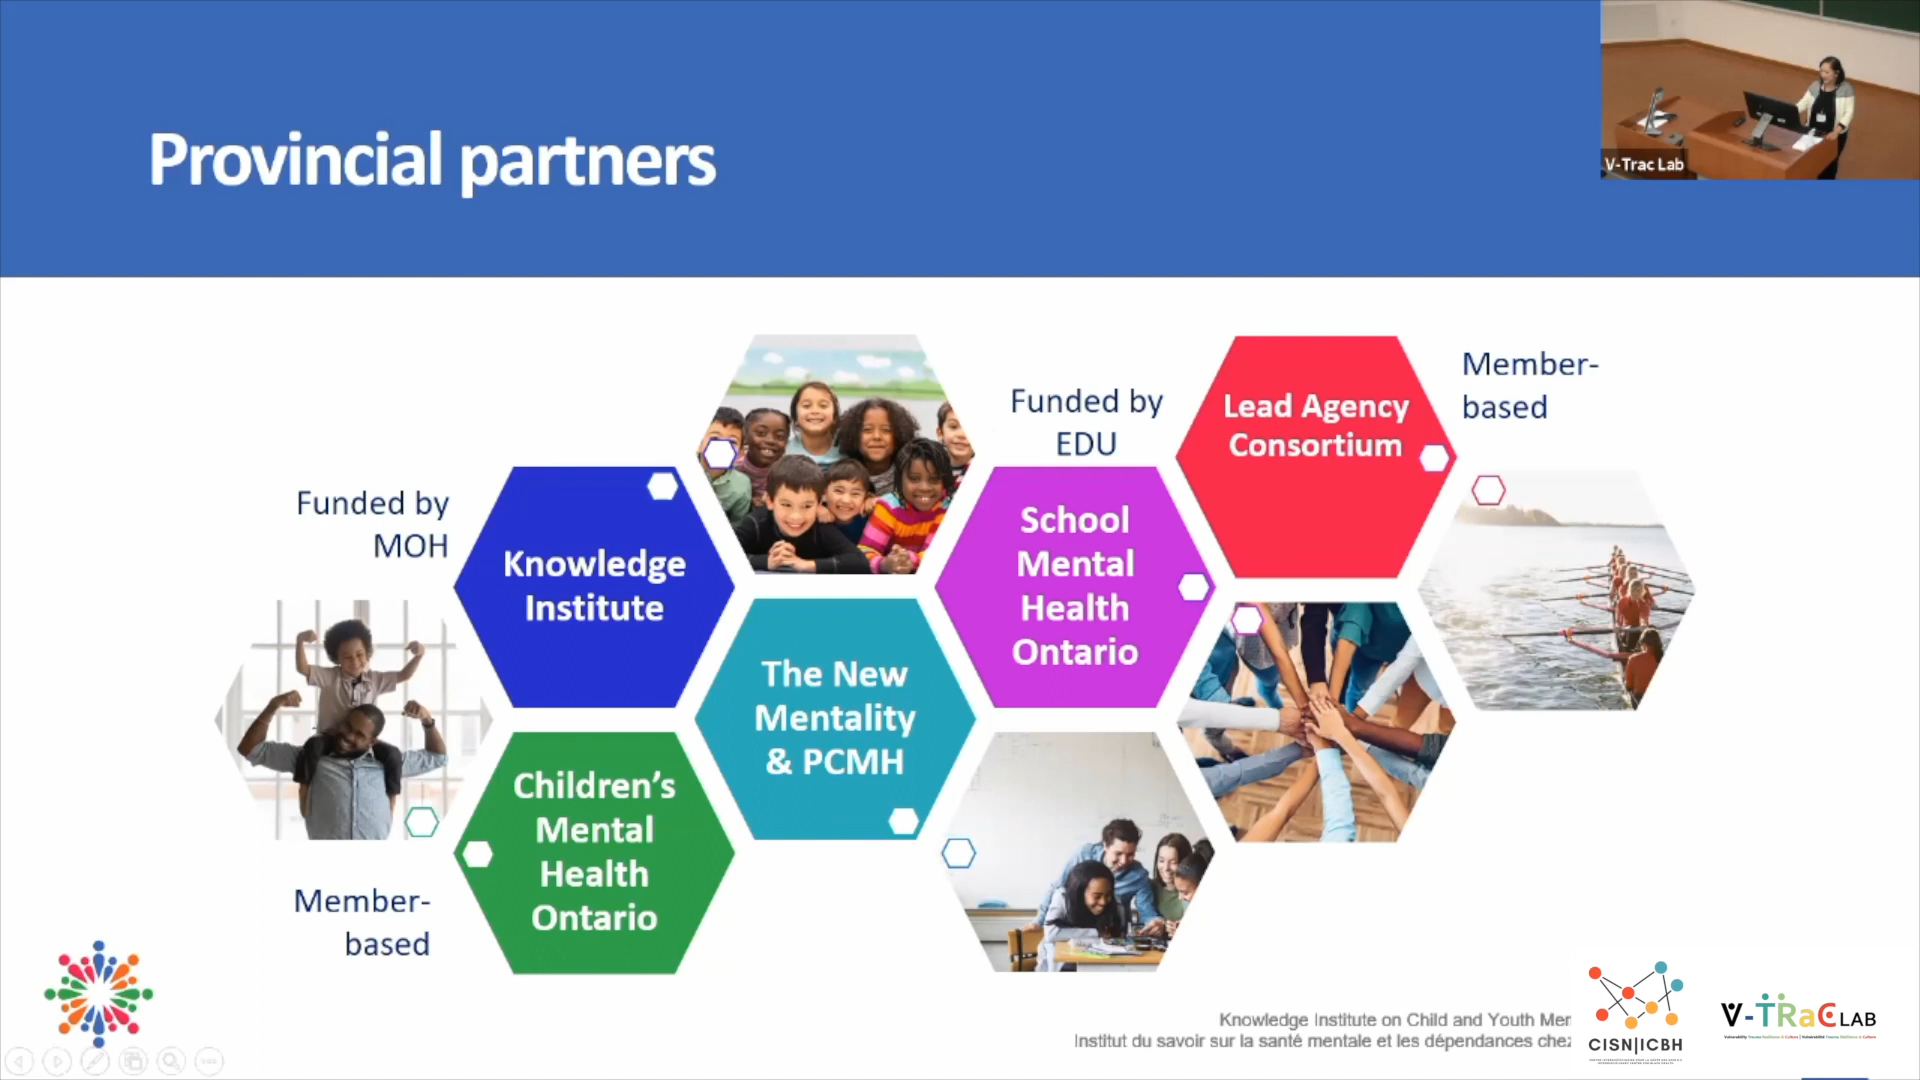 Provincial partners
V-Trac Lab
Funded by
MOH
Knowledge
Institute
Member-
based
Children's
Mental
Health
Ontario
The New
Mentality
& PCMH
Funded by
EDU
School
Mental
Health
Ontario
Lead Agency
Consortium
Member-
based
Knowledge Institute on Child and Youth
Institut du savoir sur la santé mentale et les dépendances chez
CISN|ICBH
V-TRaC LAB